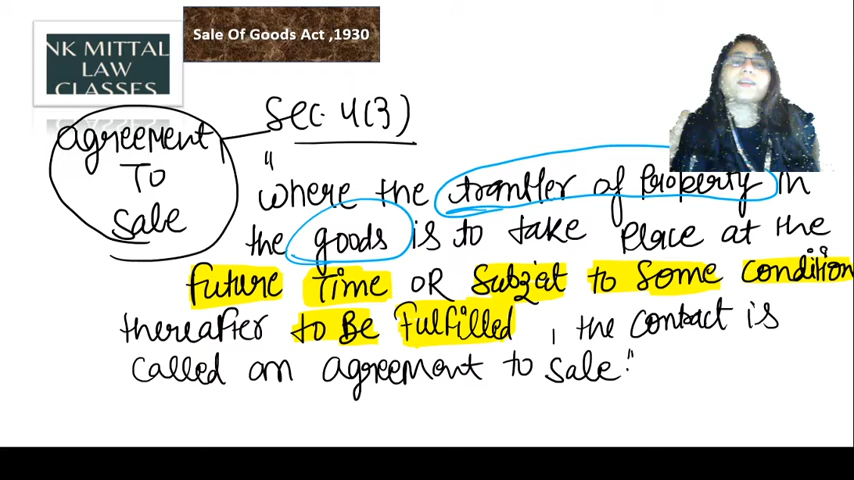 NK MITTAL
LAW
CLASSES
Sale Of Goods Act ,1930
agreement
To
Sale
Sec. 4(3)
"where the transfer of Property in
the goods is to take Place at the
future Time OR Subject to Some condition
thereafter to Be Fulfilled , the contact is
called an agreement to sale."